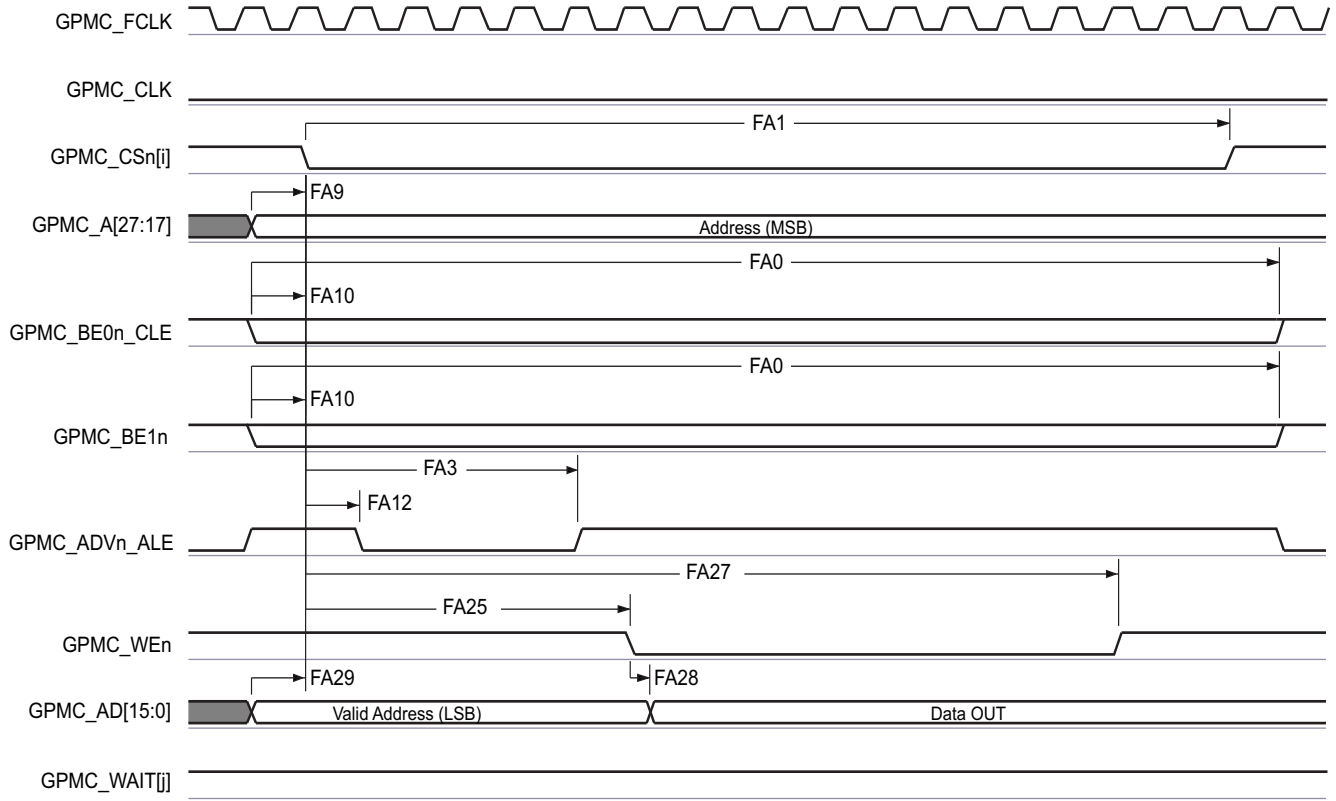 GPMC_FCLK
GPMC_CLK
FA1
GPMC_CSn[i]
FA9
GPMC_A[27:17]
Address (MSB)
FA0
FA10
GPMC_BE0n_CLE
FA0
FA10
GPMC_BE1n
FA3
FA12
GPMC_ADVn_ALE
FA27
FA25
GPMC_WEn
FA29
FA28
GPMC_AD[15:0]
Valid Address (LSB)
Data OUT
GPMC_WAIT[j]